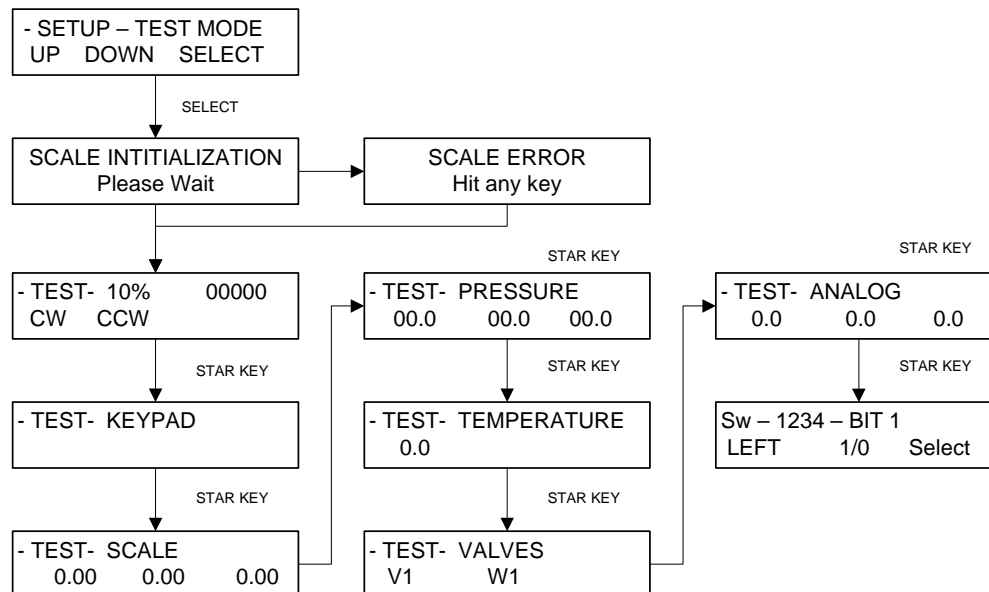 - SETUP – TEST MODE
UP DOWN SELECT
SELECT
SCALE INTITIALIZATION
Please Wait
SCALE ERROR
Hit any key
- TEST- 10% 00000
CW CCW
STAR KEY
- TEST- KEYPAD
STAR KEY
- TEST- SCALE
0.00 0.00 0.00
STAR KEY
- TEST- PRESSURE
00.0 00.0 00.0
STAR KEY
- TEST- TEMPERATURE
0.0
STAR KEY
- TEST- VALVES
V1 W1
STAR KEY
- TEST- ANALOG
0.0 0.0 0.0
STAR KEY
Sw – 1234 – BIT 1
LEFT 1/0 Select